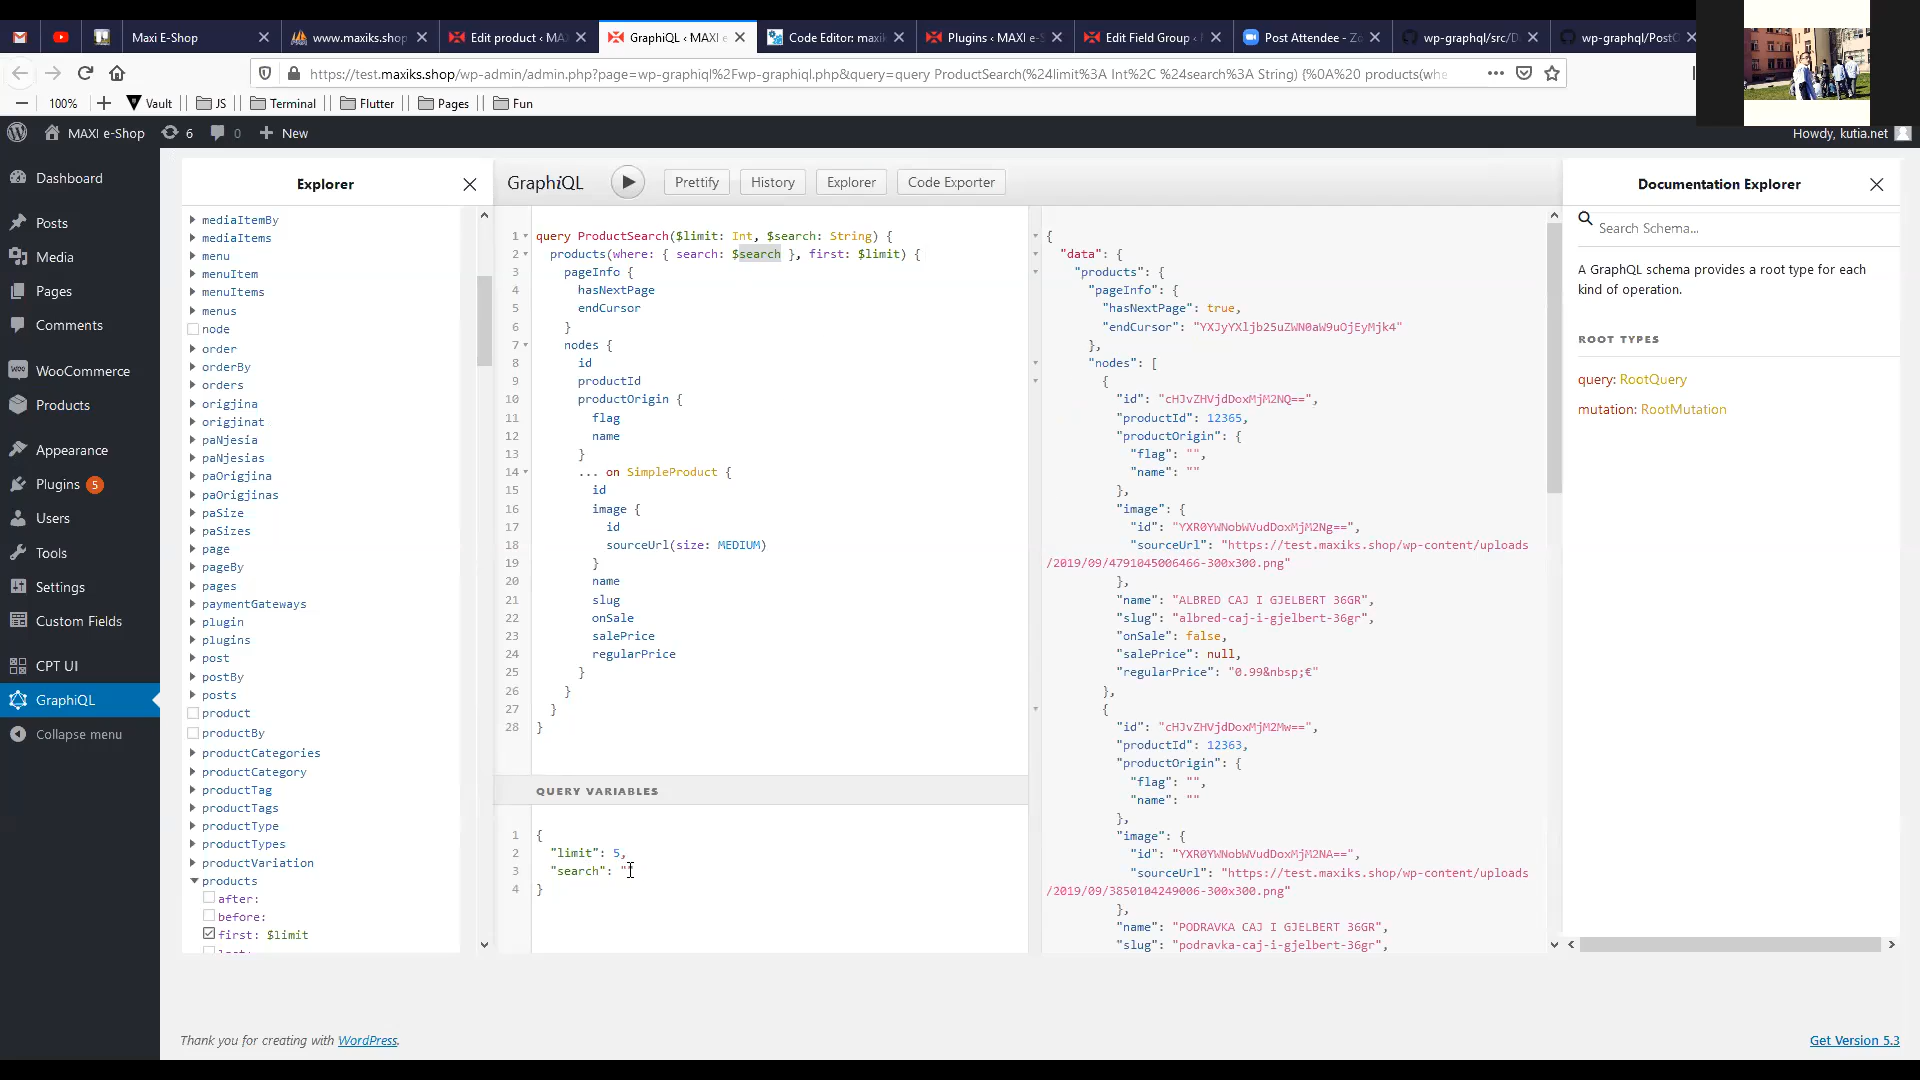 Maxi E-Shop
www.maxiks.shop
Edit product ‹ MA
GraphiQL ‹ MAXI e
Code Editor: maxik
Plugins ‹ MAXI e-S
Edit Field Group ‹
Post Attendee - Zo
wp-graphql/src/D
wp-graphql/PostO
https://test.maxiks.shop/wp-admin/admin.php?page=wp-graphiql%2Fwp-graphiql.php&query=query ProductSearch(%24limit%3A Int%2C %24search%3A String) {%0A%20 products(whe
100%
Vault
JS
Terminal
Flutter
Pages
Fun
MAXI e-Shop
6
0
New
Howdy, kutia.net
Dashboard
Posts
Media
Pages
Comments
WooCommerce
Products
Appearance
Plugins 5
Users
Tools
Settings
Custom Fields
CPT UI
GraphiQL
Collapse menu
Explorer
mediaItemBy
mediaItems
menu
menuItem
menuItems
menus
node
order
orderBy
orders
origjina
origjinat
paNjesia
paNjesias
paOrigjina
paOrigjinas
paSize
paSizes
page
pageBy
pages
paymentGateways
plugin
plugins
post
postBy
posts
product
productBy
productCategories
productCategory
productTag
productTags
productType
productTypes
productVariation
products
after:
before:
first: $limit
GraphiQL
Prettify
History
Explorer
Code Exporter
1 query ProductSearch($limit: Int, $search: String) {
2 products(where: { search: $search }, first: $limit) {
3 pageInfo {
4 hasNextPage
5 endCursor
6 }
7 nodes {
8 id
9 productId
10 productOrigin {
11 flag
12 name
13 }
14 ... on SimpleProduct {
15 id
16 image {
17 id
18 sourceUrl(size: MEDIUM)
19 }
20 name
21 slug
22 onSale
23 salePrice
24 regularPrice
25 }
26 }
27 }
28 }
QUERY VARIABLES
1 {
2 "limit": 5,
3 "search": ""
4 }
{
"data": {
"products": {
"pageInfo": {
"hasNextPage": true,
"endCursor": "YXJyYXljb25uZWN0aW9uOjEyMjk4"
},
"nodes": [
{
"id": "cHJvZHVjdDoxMjM2NQ==",
"productId": 12365,
"productOrigin": {
"flag": "",
"name": ""
},
"image": {
"id": "YXR0YWNobWVudDoxMjM2Ng==",
"sourceUrl": "https://test.maxiks.shop/wp-content/uploads
/2019/09/4791045006466-300x300.png"
},
"name": "ALBRED CAJ I GJELBERT 36GR",
"slug": "albred-caj-i-gjelbert-36gr",
"onSale": false,
"salePrice": null,
"regularPrice": "0.99&nbsp;€"
},
{
"id": "cHJvZHVjdDoxMjM2Mw==",
"productId": 12363,
"productOrigin": {
"flag": "",
"name": ""
},
"image": {
"id": "YXR0YWNobWVudDoxMjM2NA==",
"sourceUrl": "https://test.maxiks.shop/wp-content/uploads
/2019/09/3850104249006-300x300.png"
},
"name": "PODRAVKA CAJ I GJELBERT 36GR",
"slug": "podravka-caj-i-gjelbert-36gr",
Documentation Explorer
Search Schema...
A GraphQL schema provides a root type for each
kind of operation.
ROOT TYPES
query: RootQuery
mutation: RootMutation
Thank you for creating with WordPress.
Get Version 5.3